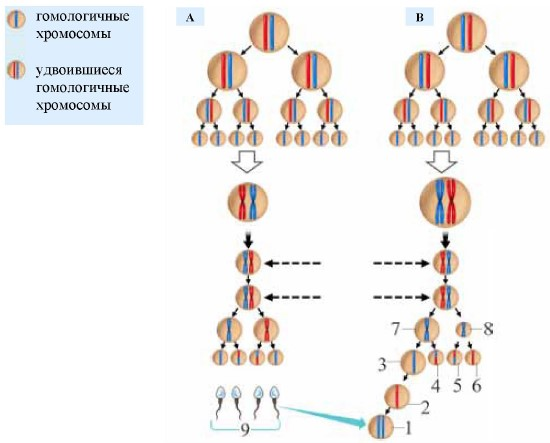 гомологичные
хромосомы
удвоившиеся
гомологичные
хромосомы
А
В
7
8
3
4
5
6
2
9
1